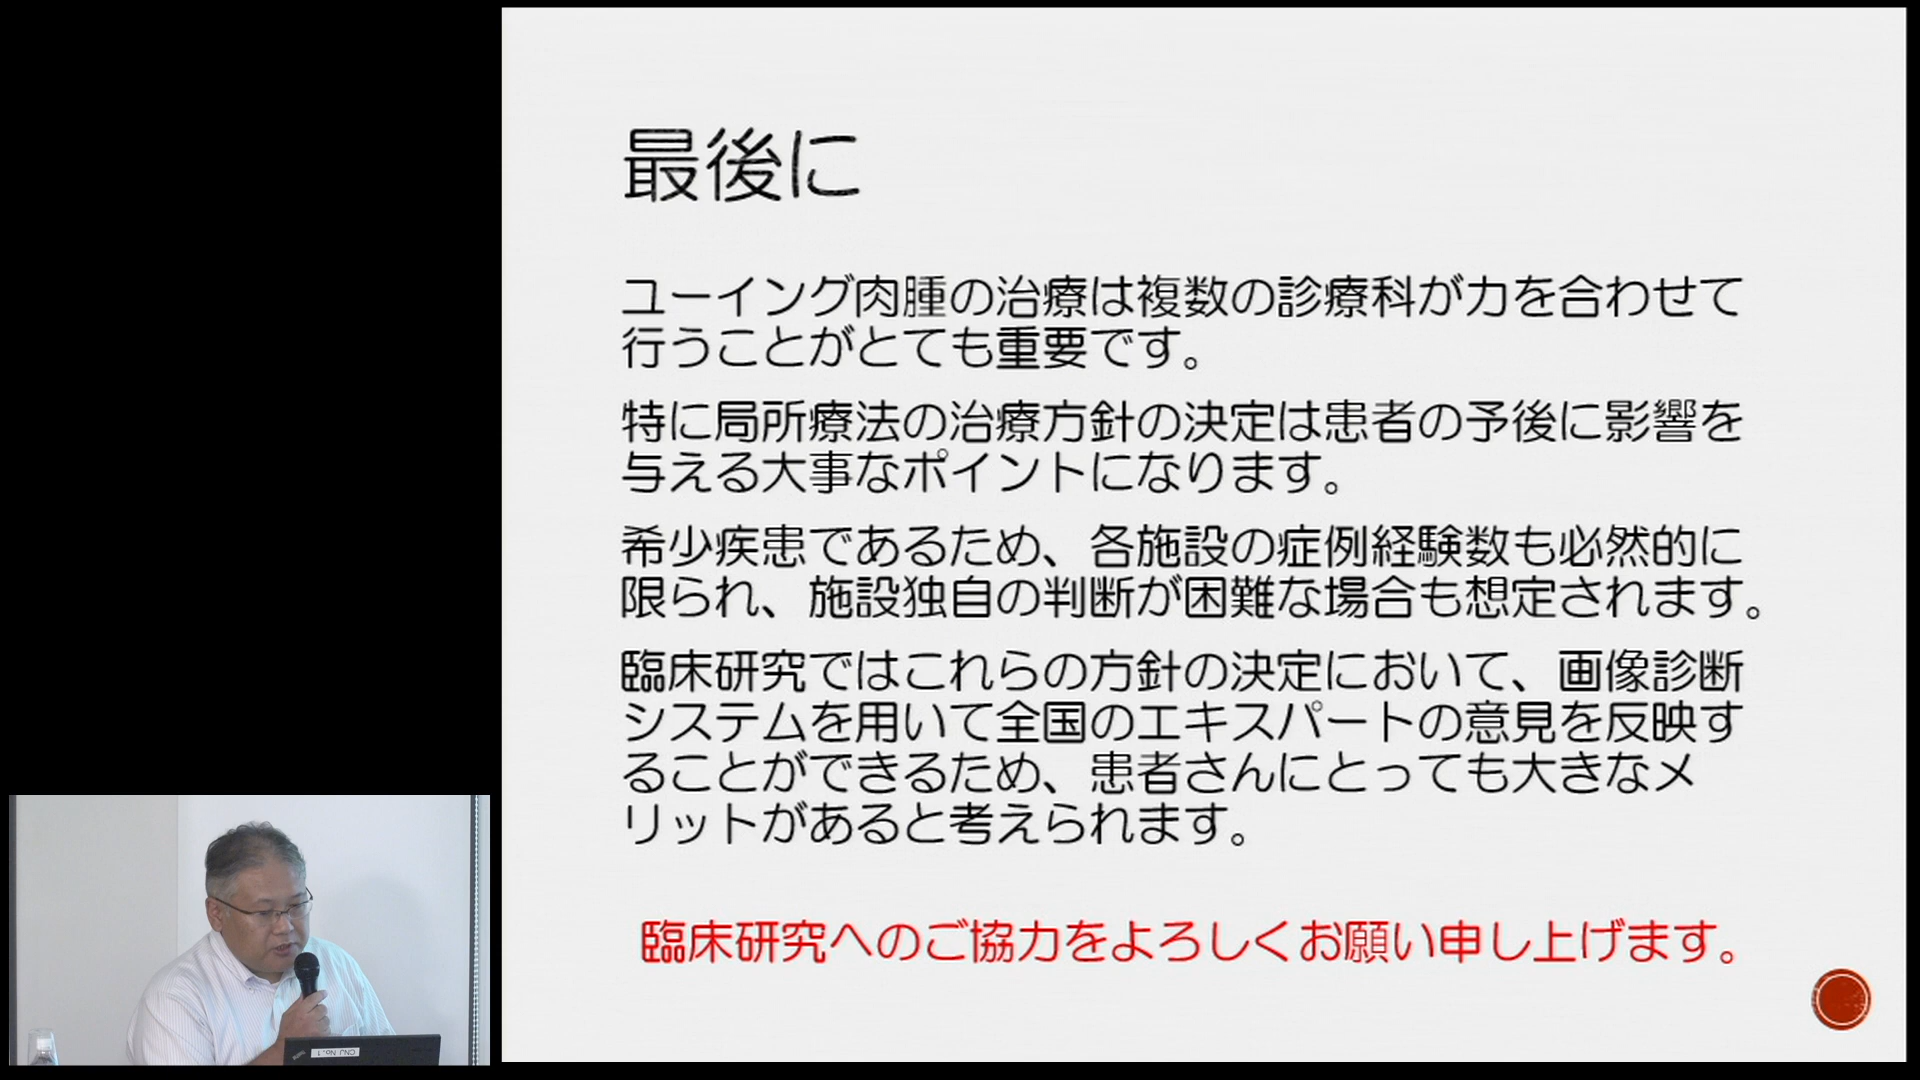 最後に
ユーイング肉腫の治療は複数の診療科が力を合わせて
行うことがとても重要です。
特に局所療法の治療方針の決定は患者の予後に影響を
与える大事なポイントになります。
希少疾患であるため、各施設の症例経験数も必然的に
限られ、施設独自の判断が困難な場合も想定されます。
臨床研究ではこれらの方針の決定において、画像診断
システムを用いて全国のエキスパートの意見を反映す
ることができるため、患者さんにとっても大きなメ
リットがあると考えられます。
臨床研究へのご協力をよろしくお願い申し上げます。
CNJ No.1